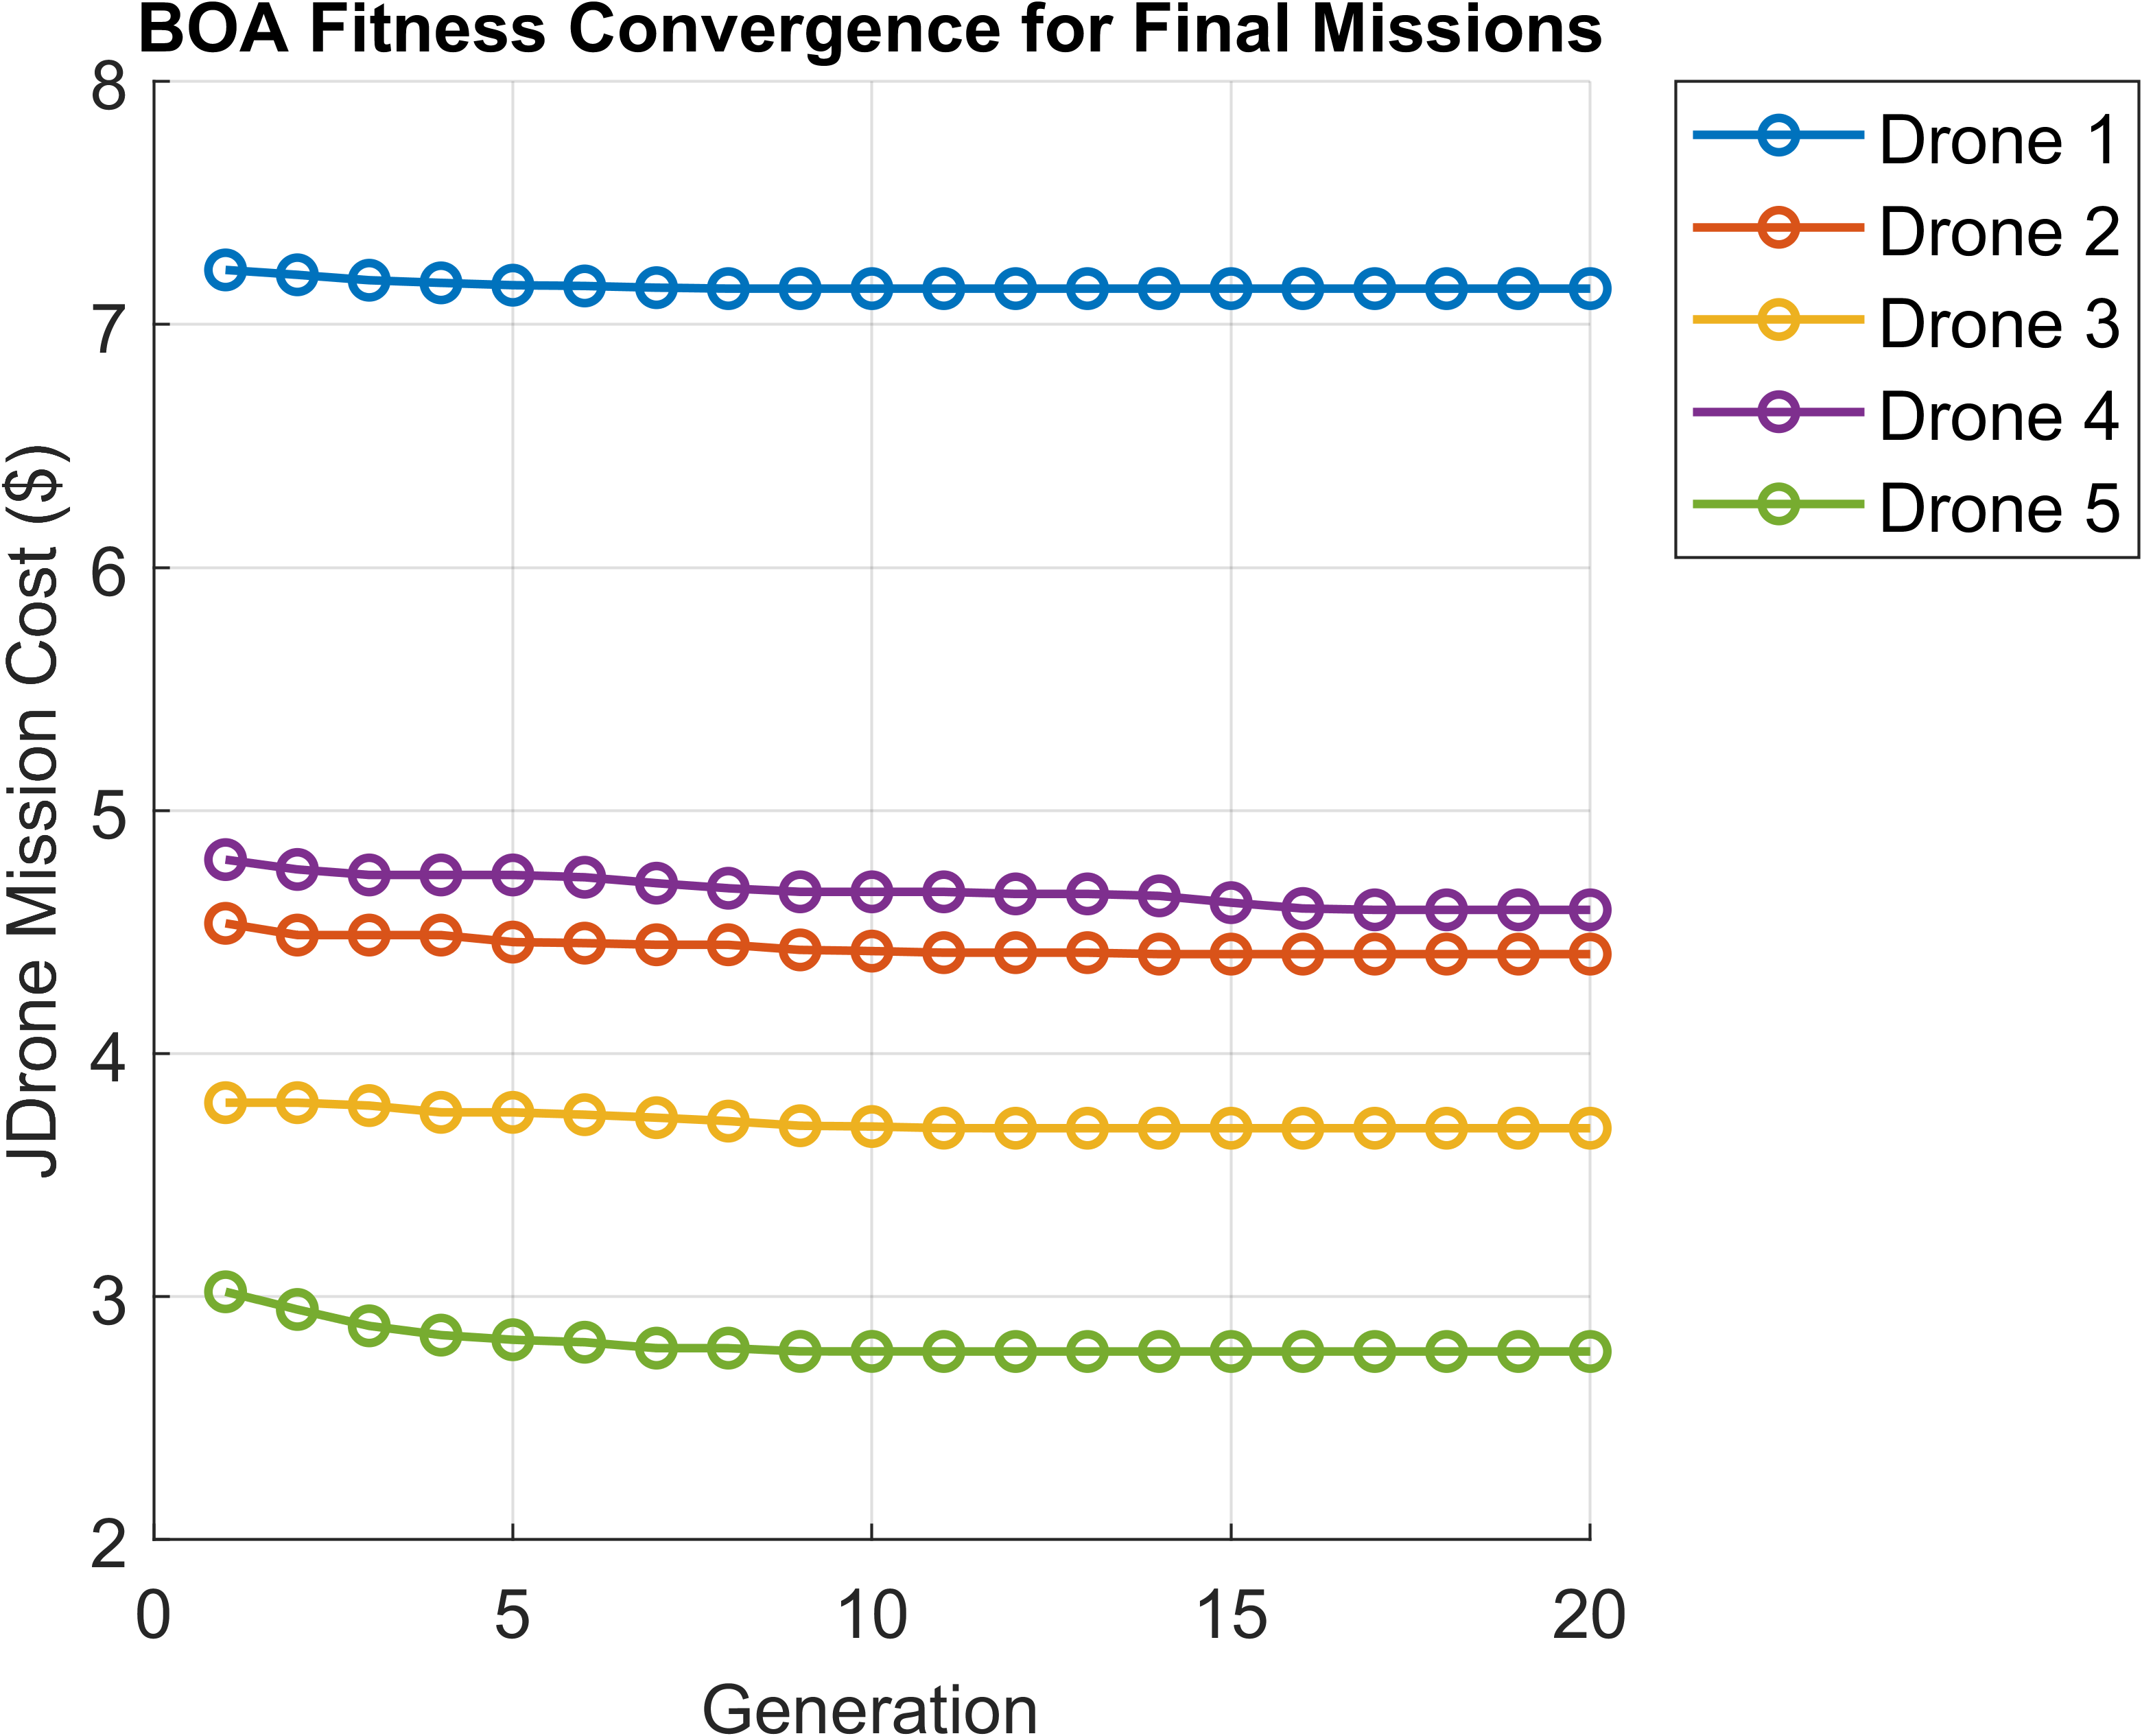 BOA Fitness Convergence for Final Missions
8
7
6
5
4
3
2
JDrone Mission Cost ($)
0 5 10 15 20
Generation
Drone 1
Drone 2
Drone 3
Drone 4
Drone 5